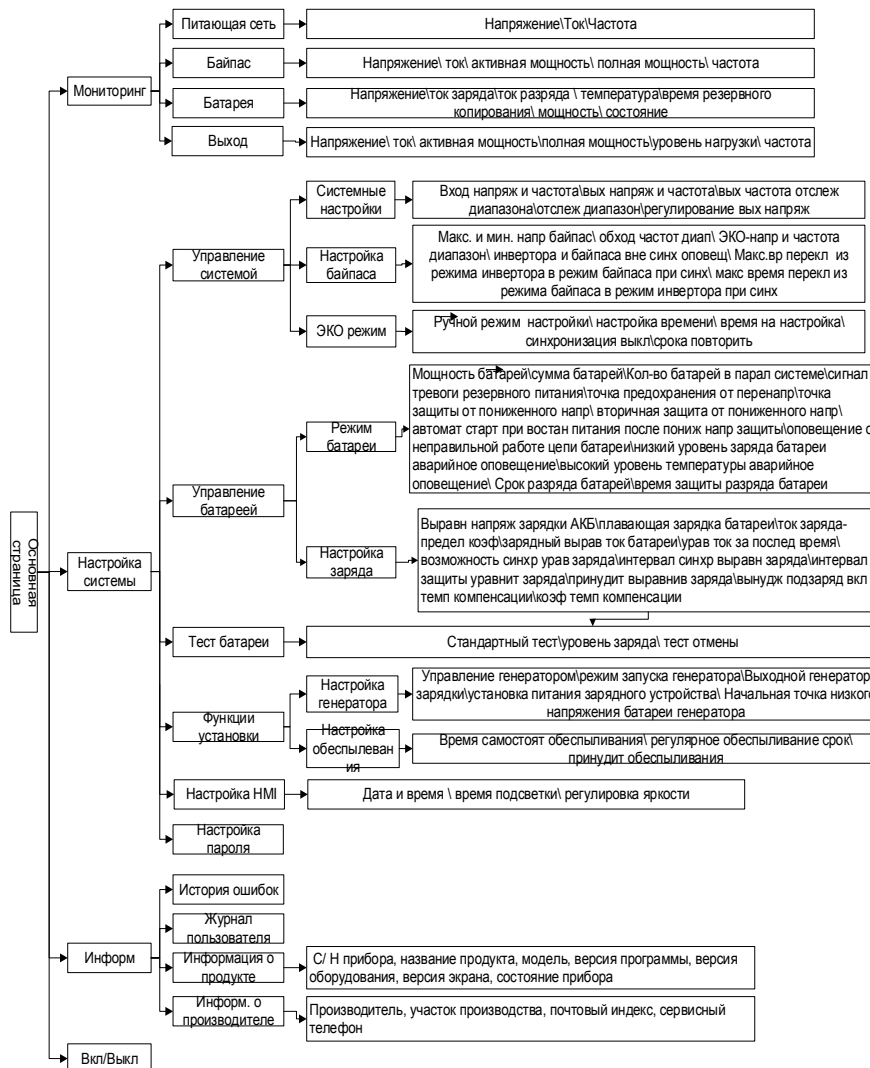 Питающая сеть
Напряжение\Ток\Частота
Байпас
Напряжение\ ток\ активная мощность\ полная мощность\ частота
Мониторинг
Батарея
Напряжение\ток заряда\ток разряда \ температура\время резервного
копирования\ мощность\ состояние
Выход
Напряжение\ ток\ активная мощность\полная мощность\уровень нагрузки\ частота
Системные
настройки
Вход напряж и частота\вых напряж и частота\вых частота отслеж
диапазона\отслеж диапазон\регулирование вых напряж
Управление
системой
Настройка
байпаса
Макс. и мин. напр байпас\ обход частот диап\ ЭКО-напр и частота
диапазон\ инвертора и байпаса вне синх оповещ\ Макс.вр перекл из
режима инвертора в режим байпаса при синх\ макс время перекл из
режима байпаса в режим инвертора при синх
ЭКО режим
Ручной режим настройки\ настройка времени\ время на настройка\
синхронизация выкл\срока повторить
Режим
батареи
Мощность батарей\сумма батарей\Кол-во батарей в парал системе\сигнал
тревоги резервного питания\точка предохранения от перенапр\точка
защиты от пониженного напр\ вторичная защита от пониженного напр\
автомат старт при востан питания после пониж напр защиты\оповещение о
неправильной работе цепи батареи\низкий уровень заряда батареи
аварийное оповещение\высокий уровень температуры аварийное
оповещение\ Срок разряда батарей\время защиты разряда батареи
Управление
батареей
Основная
страница
Настройка
системы
Настройка
заряда
Выравн напряж зарядки АКБ\плавающая зарядка батареи\ток заряда-
предел коэф\зарядный вырав ток батареи\урав ток за послед время\
возможность синхр урав заряда\интервал синхр выравн заряда\интервал
защиты уравнит заряда\принудит выравнив заряда\вынудж подзаряд вкл
темп компенсации\коэф темп компенсации
Тест батареи
Стандартный тест\уровень заряда\ тест отмены
Функции
установки
Настройка
генератора
Управление генератором\режим запуска генератора\Выходной генератор
зарядки\установка питания зарядного устройства\ Начальная точка низкого
напряжения батареи генератора
Настройка
обеспылеван
ия
Время самостоят обеспыливания\ регулярное обеспыливание срок\
принудит обеспыливания
Настройка HMI
Дата и время \ время подсветки\ регулировка яркости
Настройка
пароля
История ошибок
Журнал
пользователя
Информ
Информация о
продукте
С/ Н прибора, название продукта, модель, версия программы, версия
оборудования, версия экрана, состояние прибора
Информ. о
производителе
Производитель, участок производства, почтовый индекс, сервисный
телефон
Вкл/Выкл